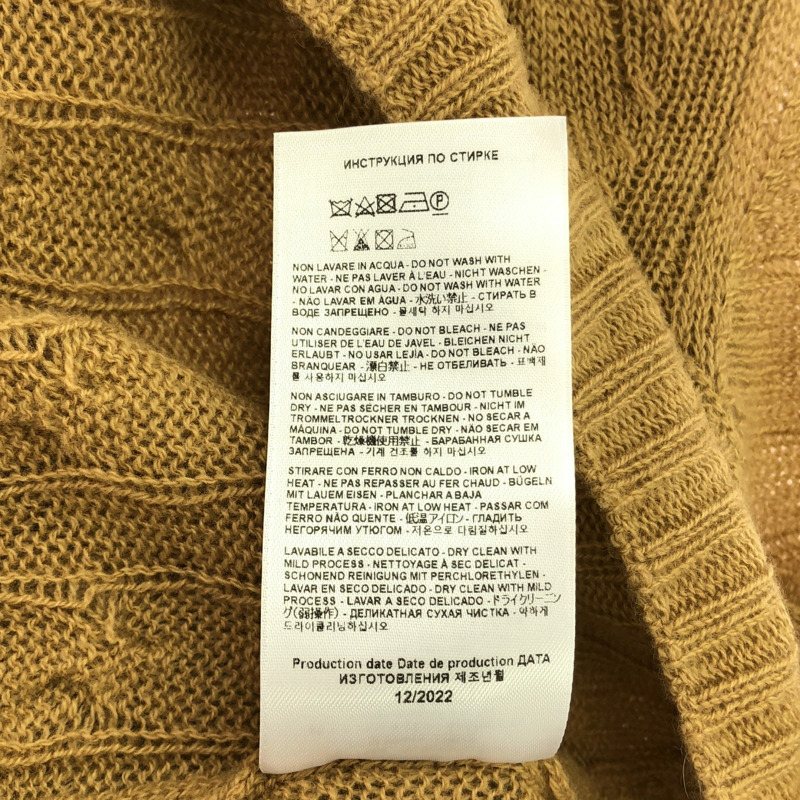 ИНСТРУКЦИЯ ПО СТИРКЕ
P
NON LAVARE IN ACQUA - DO NOT WASH WITH
WATER - NE PAS LAVER À L'EAU - NICHT WASCHEN -
NO LAVAR CON AGUA - DO NOT WASH WITH WATER
- NÃO LAVAR EM ÁGUA - 水洗い禁止 - СТИРАТЬ В
ВОДЕ ЗАПРЕЩЕНО - 물세탁 하지 마십시오
NON CANDEGGIARE - DO NOT BLEACH - NE PAS
UTILISER DE L'EAU DE JAVEL - BLEICHEN NICHT
ERLAUBT - NO USAR LEJÍA - DO NOT BLEACH - NÃO
BRANQUEAR - 漂白禁止 - НЕ ОТБЕЛИВАТЬ - 표백제
를 사용하지 마십시오
NON ASCIUGARE IN TAMBURO - DO NOT TUMBLE
DRY - NE PAS SÉCHER EN TAMBOUR - NICHT IM
TROMMELTROCKNER TROCKNEN - NO SECAR A
MÁQUINA - DO NOT TUMBLE DRY - NÃO SECAR EM
TAMBOR - 乾燥機使用禁止 - БАРАБАННАЯ СУШКА
ЗАПРЕЩЕНА - 기계 건조를 하지 마십시오
STIRARE CON FERRO NON CALDO - IRON AT LOW
HEAT - NE PAS REPASSER AU FER CHAUD - BÜGELN
MIT LAUEM EISEN - PLANCHAR A BAJA
TEMPERATURA - IRON AT LOW HEAT - PASSAR COM
FERRO NÃO QUENTE - 低温アイロン - ГЛАДИТЬ
НЕГОРЯЧИМ УТЮГОМ - 저온으로 다림질하십시오
LAVABILE A SECCO DELICATO - DRY CLEAN WITH
MILD PROCESS - NETTOYAGE À SEC DÉLICAT -
SCHONEND REINIGUNG MIT PERCHLORETHYLEN -
LAVAR EN SECO DELICADO - DRY CLEAN WITH MILD
PROCESS - LAVAR A SECO DELICADO - ドライクリーニン
グ(弱操作) - ДЕЛИКАТНАЯ СУХАЯ ЧИСТКА - 약하게
드라이클리닝하십시오
Production date Date de production ДАТА
ИЗГОТОВЛЕНИЯ 제조년월
12/2022